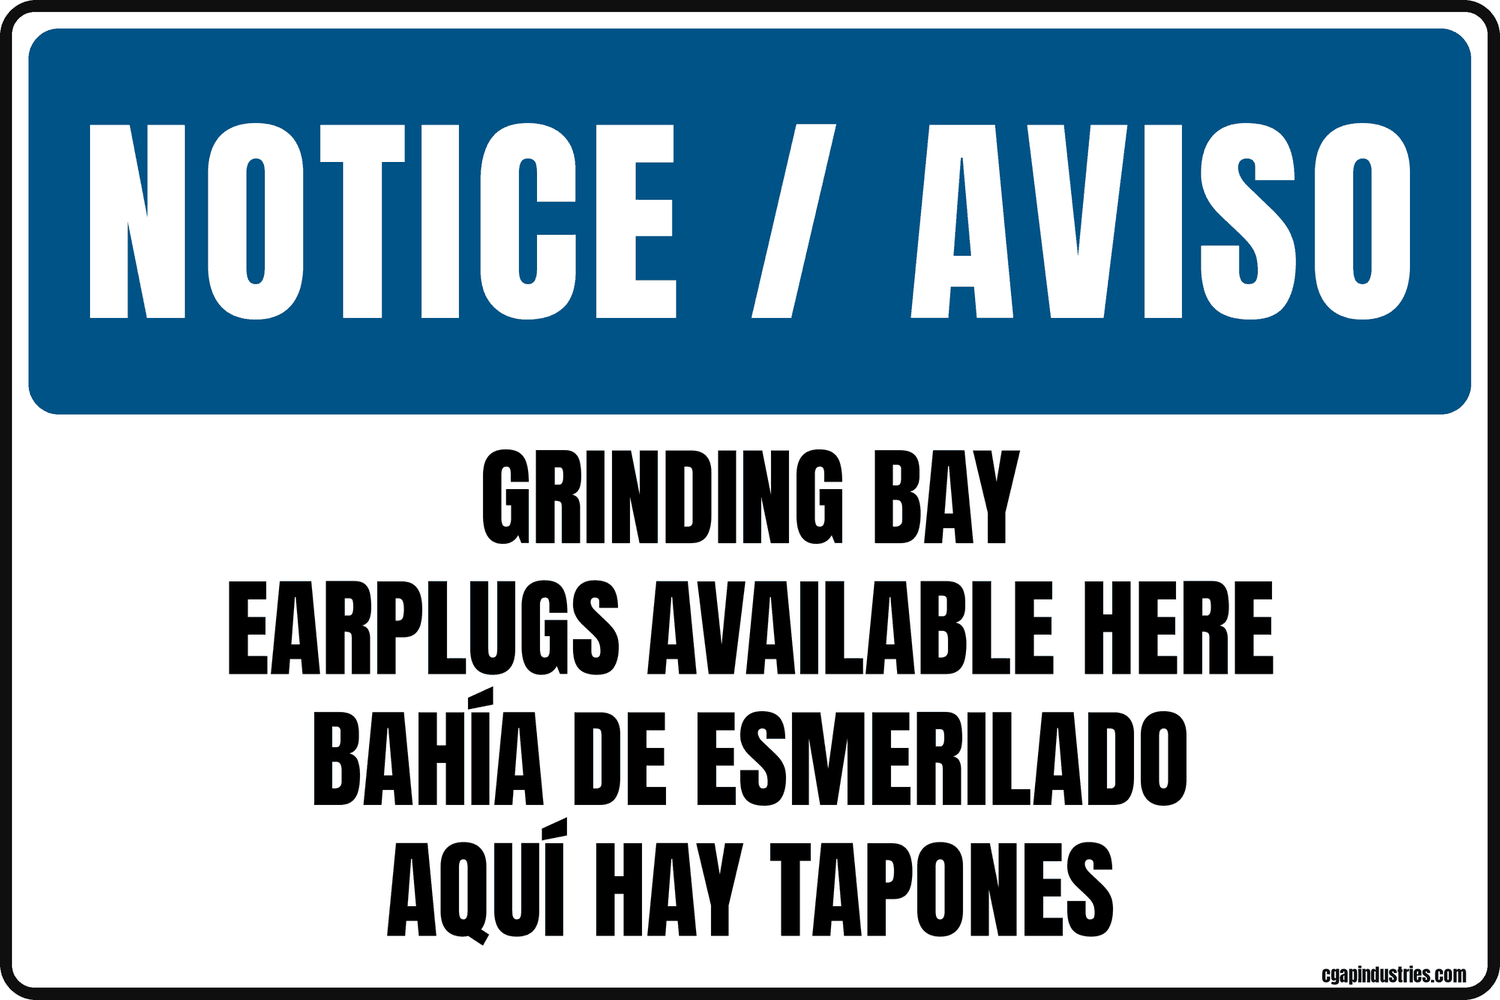 NOTICE / AVISO
GRINDING BAY
EARPLUGS AVAILABLE HERE
BAHÍA DE ESMERILADO
AQUÍ HAY TAPONES
cgapindustries.com